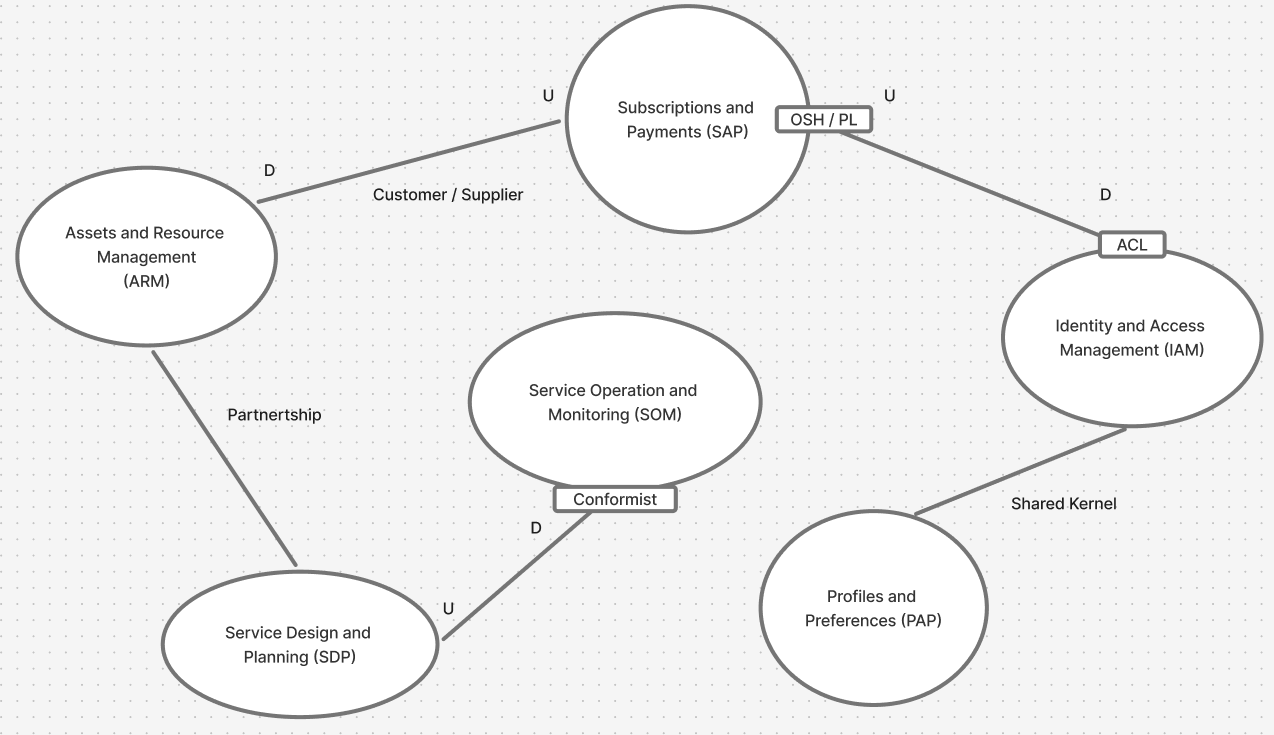 Subscriptions and
Payments (SAP)
U
OSH / PL
U
D
Customer / Supplier
D
ACL
Assets and Resource
Management
(ARM)
Identity and Access
Management (IAM)
Service Operation and
Monitoring (SOM)
Partnertship
Conformist
D
Shared Kernel
U
Profiles and
Preferences (PAP)
Service Design and
Planning (SDP)